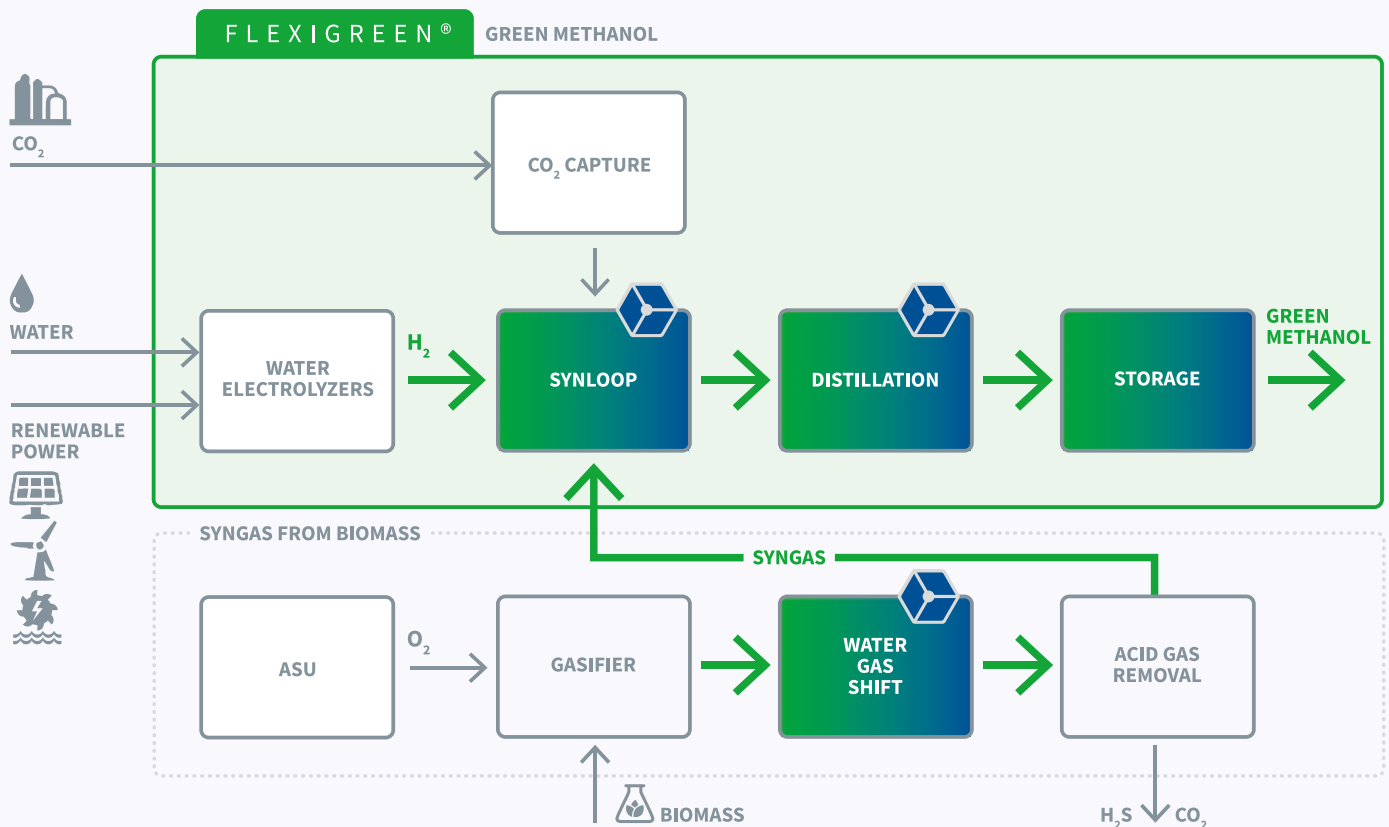 FLEXIGREEN®
GREEN METHANOL
CO₂
CO₂ CAPTURE
WATER
RENEWABLE
POWER
WATER
ELECTROLYZERS
H₂
SYNLOOP
DISTILLATION
STORAGE
GREEN
METHANOL
SYNGAS FROM BIOMASS
SYNGAS
ASU
O₂
GASIFIER
WATER
GAS
SHIFT
ACID GAS
REMOVAL
BIOMASS
H₂S
CO₂